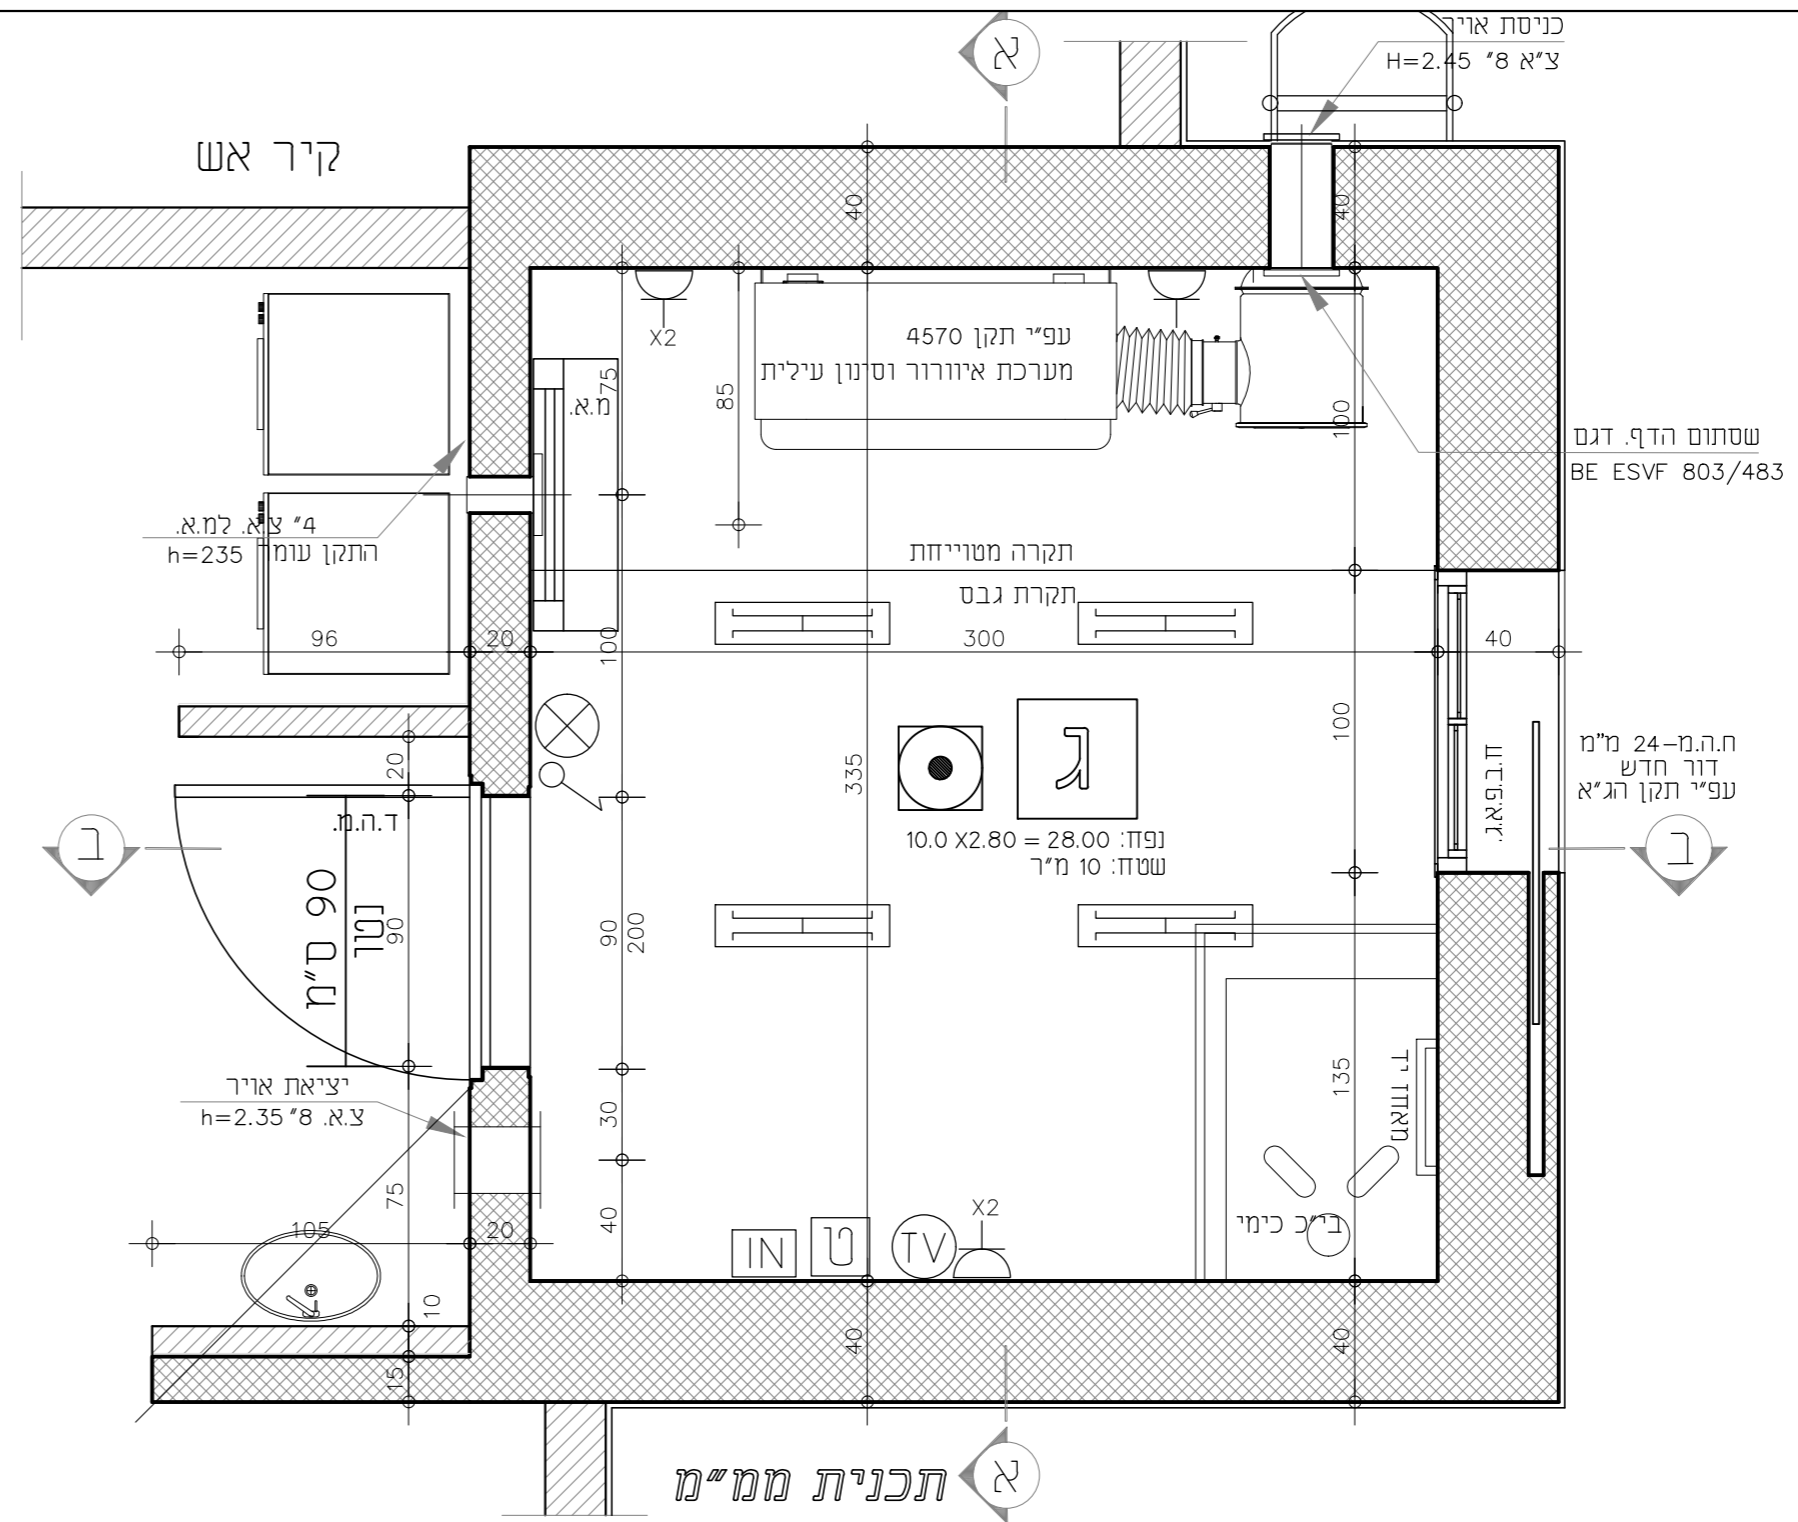 א
כניסת אויר
צ"א 8" H=2.45
קיר אש
40
40
X2
עפ"י תקן 4570
מערכת איוורור וסינון עילית
75
מ.א.
85
100
שסתום הדף. דגם
BE ESVF 803/483
4" צ.א. למ.א.
התקן עומד h=235
תקרה מטוייחת
תקרת גבס
96
20
100
300
40
100
20
335
ג
ח.ה.מ-24 מ"מ
דור חדש
עפ"י תקן הג"א
נפח: 10.0 X2.80 = 28.00
שטח: 10 מ"ר
ב
ד.ה.מ.
90 ס"מ
נטו
90
90
200
ב
יציאת אויר
צ.א. 8" h=2.35
30
135
מאחז יד
75
105
20
40
X2
IN
ט
TV
בי"כ כימי
10
15
40
40
תכנית ממ"מ
א